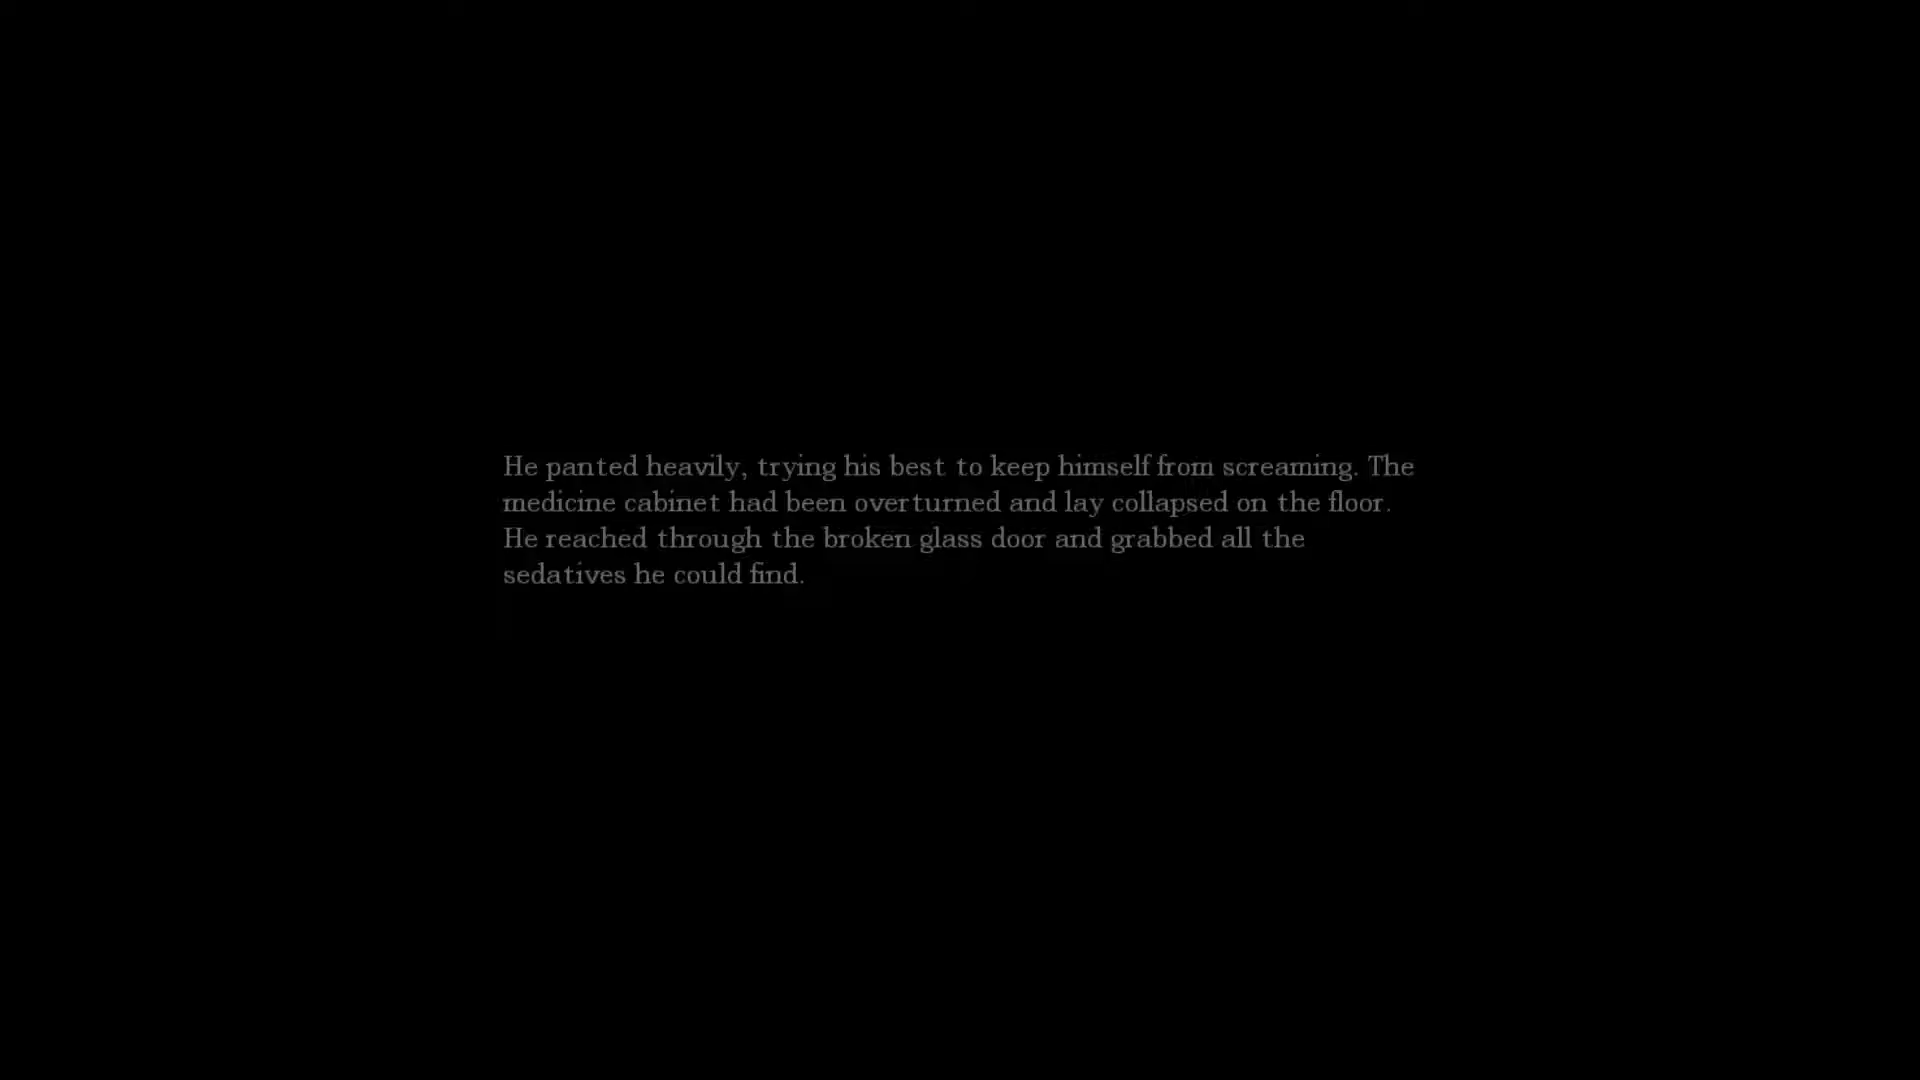 He panted heavily, trying his best to keep himself from screaming. The
medicine cabinet had been overturned and lay collapsed on the floor.
He reached through the broken glass door and grabbed all the
sedatives he could find.